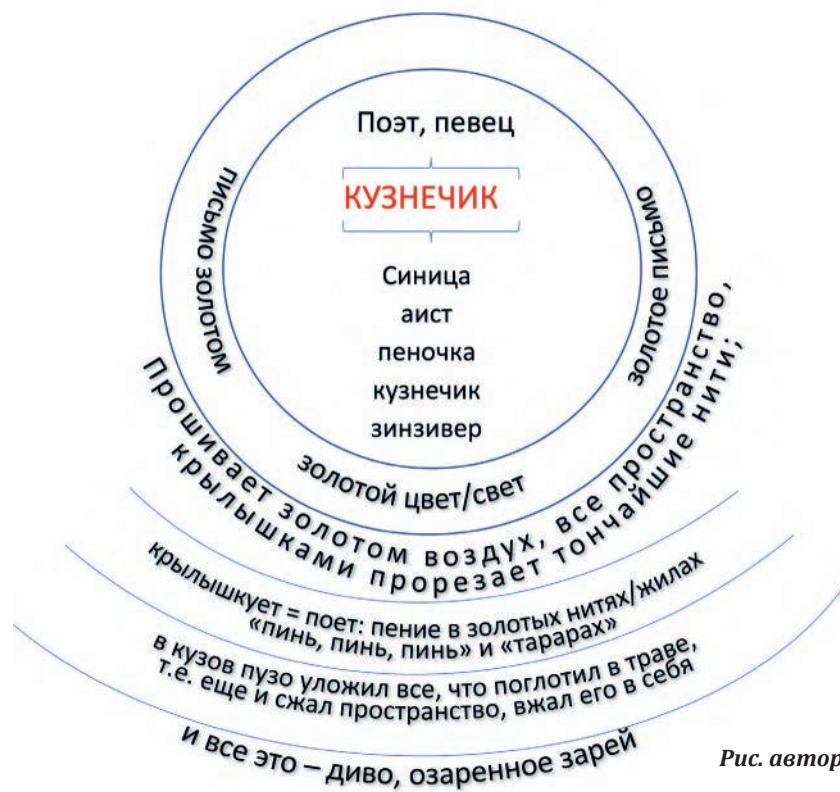 Поэт, певец
КУЗНЕЧИК
Синица
аист
пеночка
кузнечик
зинзивер
письмо золотом
золотое письмо
золотой цвет/свет
Прошивает золотом воздух, все пространство,
крылышками прорезает тончайшие нити;
крылышкует = поет: пение в золотых нитях/жилах
«пинь, пинь, пинь» и «тарарах»
в кузов пузо уложил все, что поглотил в траве,
т.е. еще и сжал пространство, вжал его в себя
и все это – диво, озаренное зарей
Рис. автор